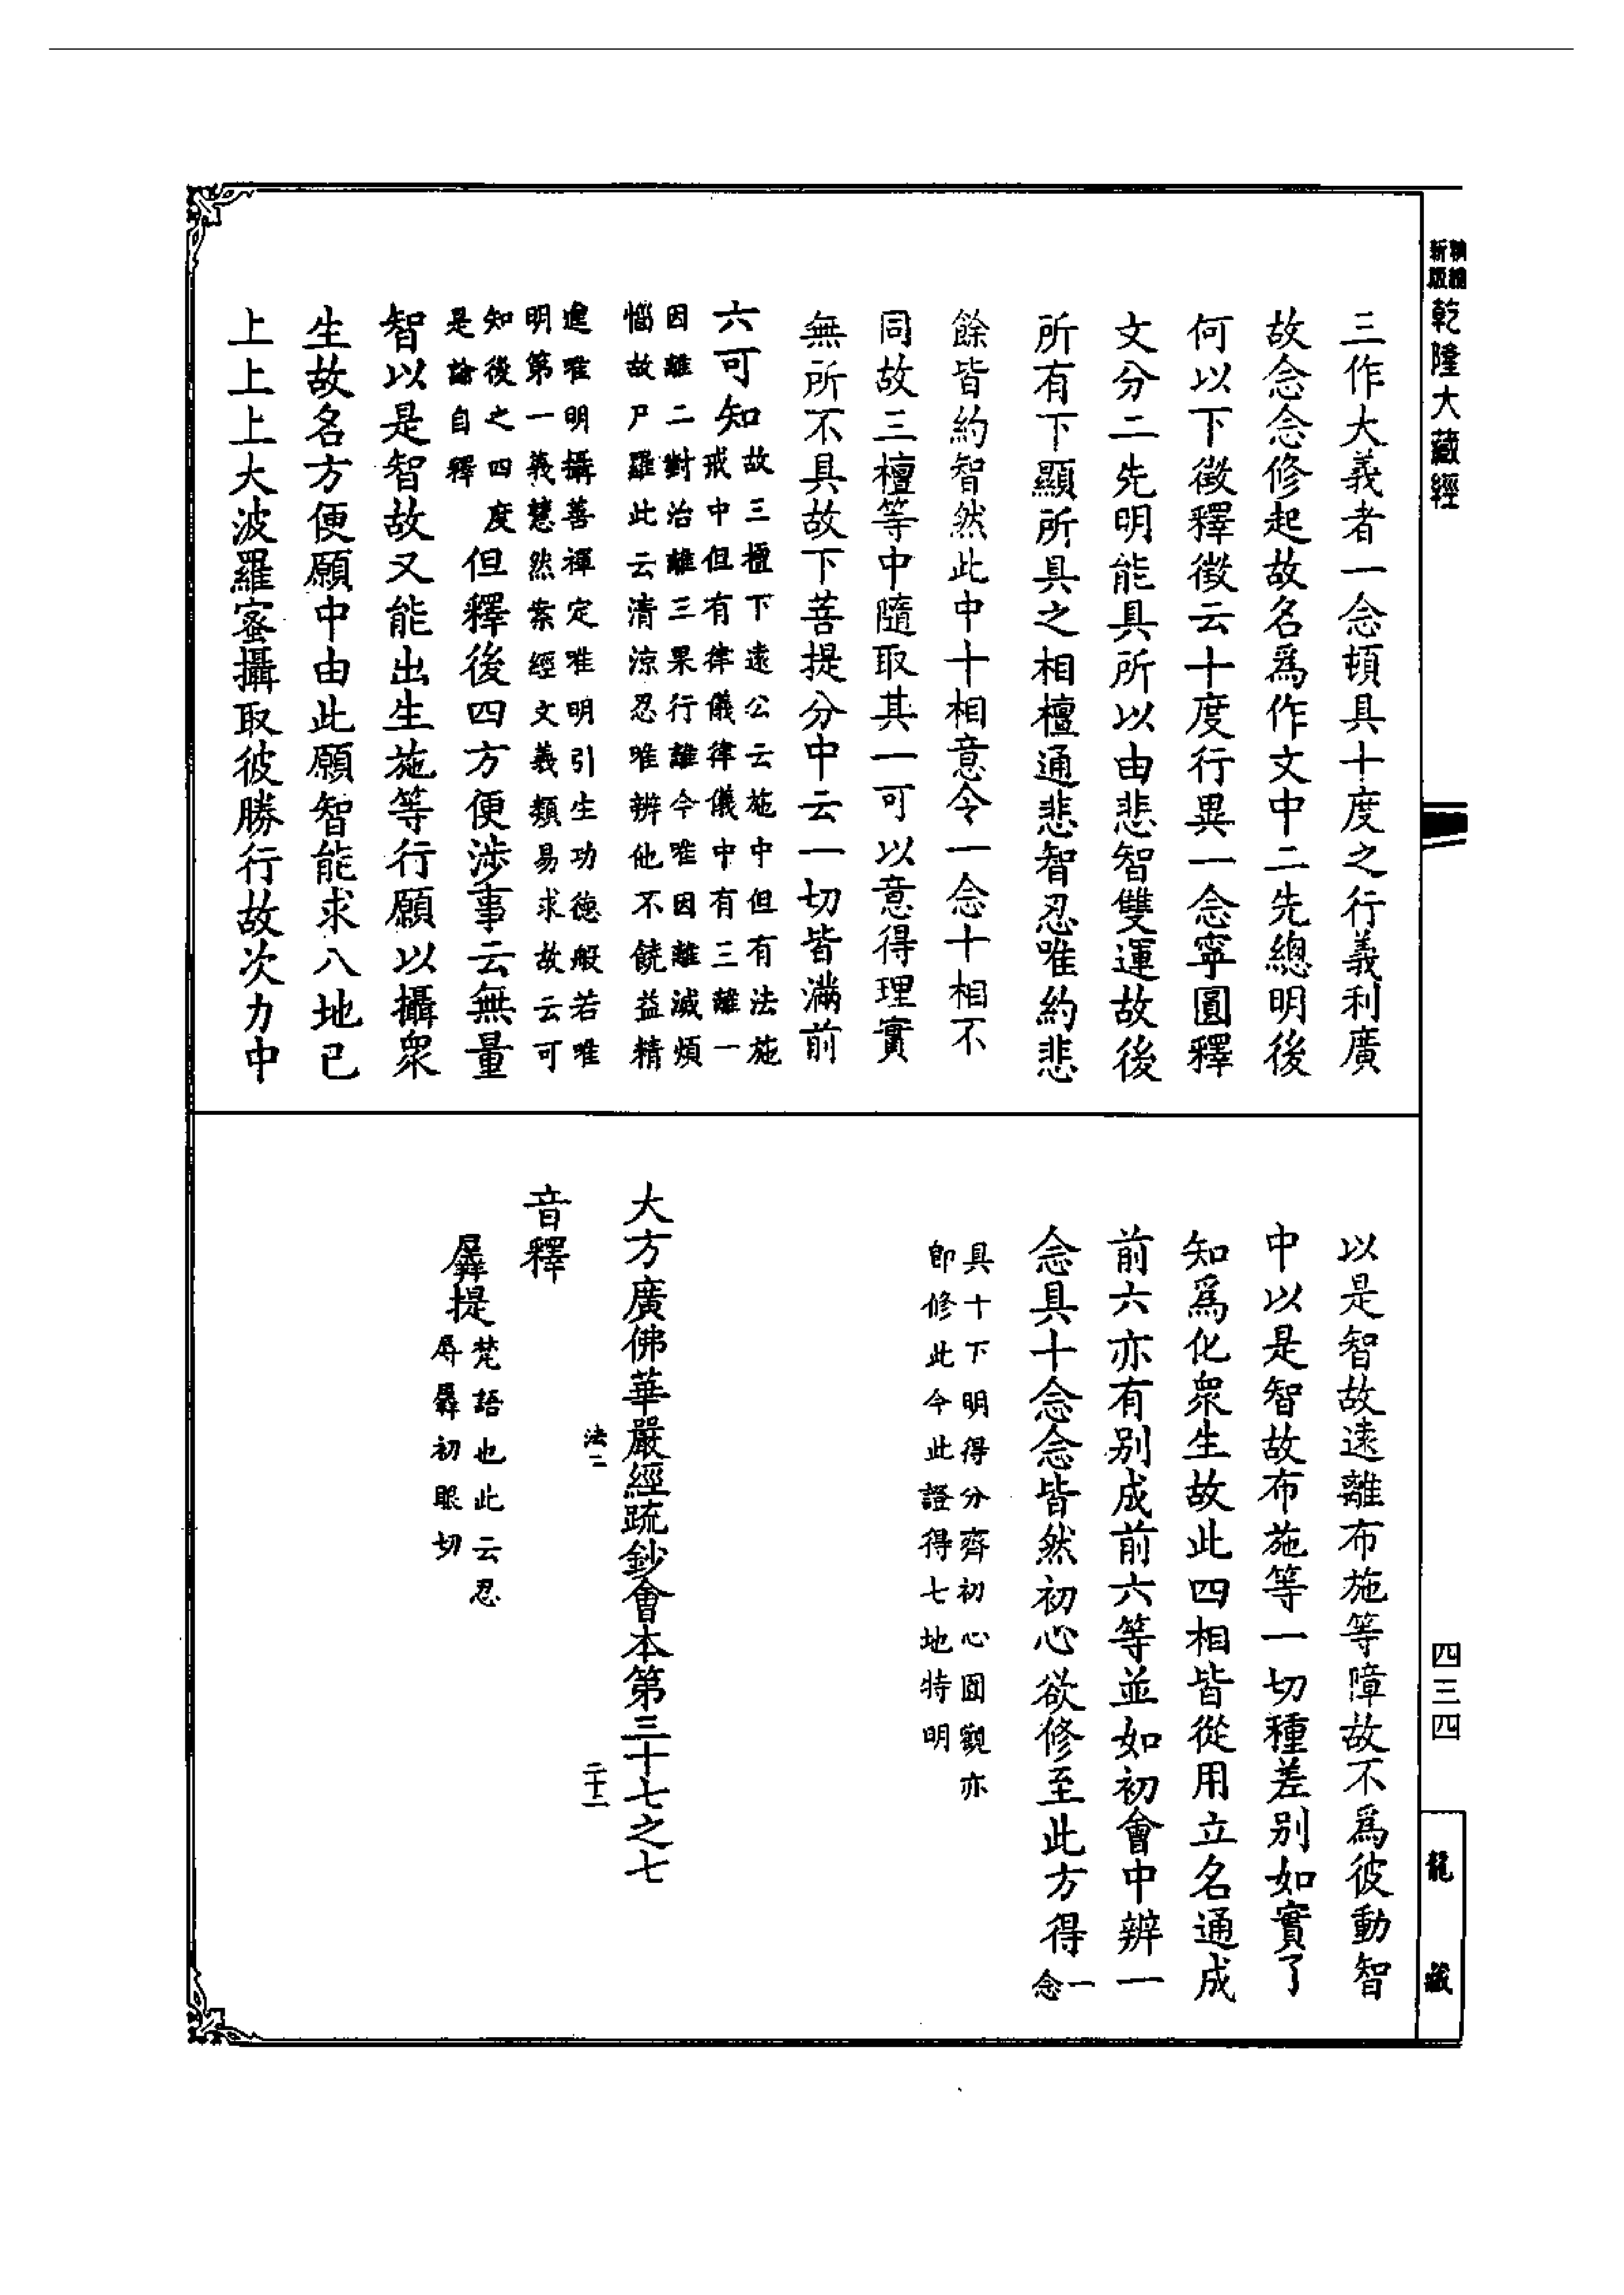 精編
新版
乾隆大藏經
三作大義者一念頓具十度之行義利廣
故念念修起故名爲作文中二先總明後
何以下徵釋徵云十度行異一念寧圓釋
文分二先明能具所以由悲智雙運故後
所有下顯所具之相檀通悲智忍唯約悲
餘皆約智然此中十相意令一念十相不
同故三檀等中隨取其一可以意得理實
無所不具故下菩提分中云一切皆滿前
六可知
故三檀下遠公云施中但有法施
戒中但有律儀律儀中有三離一
因離二對治離三果行離今唯因離滅煩
惱故尸羅此云清涼忍唯辨他不饒益精
進唯明攝善禪定唯明引生功德般若唯
明第一義慧然案經文義類易求故云可
知後之四度
是論自釋
但釋後四方便涉事云無量
智以是智故又能出生施等行願以攝衆
生故名方便願中由此願智能求八地已
上上上大波羅蜜攝取彼勝行故次力中
以是智故遠離布施等障故不爲彼動智
中以是智故布施等一切種差別如實了
知爲化衆生故此四相皆從用立名通成
前六亦有別成前六等並如初會中辨一
念具十念念皆然初心欲修至此方得
一
念
具十下明得分齊初心圓觀亦
即修此今此證得七地特明
大方廣佛華嚴經疏鈔會本第三十七之七
法二
二十二
音釋
羼提
梵語也此云忍
羼羼初眼切
四三四
龍藏